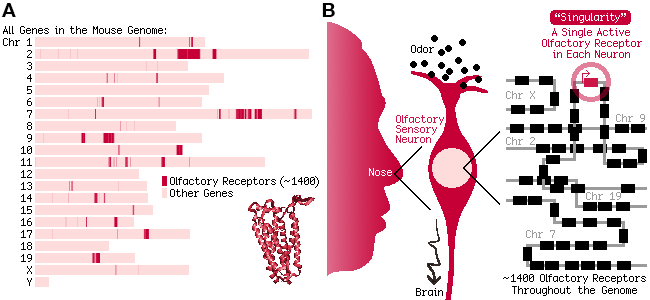 A
All Genes in the Mouse Genome:
Chr 1
2
3
4
5
6
7
8
9
10
11
12
13
14
15
16
17
18
19
X
Y
Olfactory Receptors (~1400)
Other Genes
B
Odor
Olfactory
Sensory
Neuron
Nose
Brain
"Singularity"
A Single Active
Olfactory Receptor
in Each Neuron
Chr X
Chr 9
Chr 2
Chr 19
Chr 7
~1400 Olfactory Receptors
Throughout the Genome